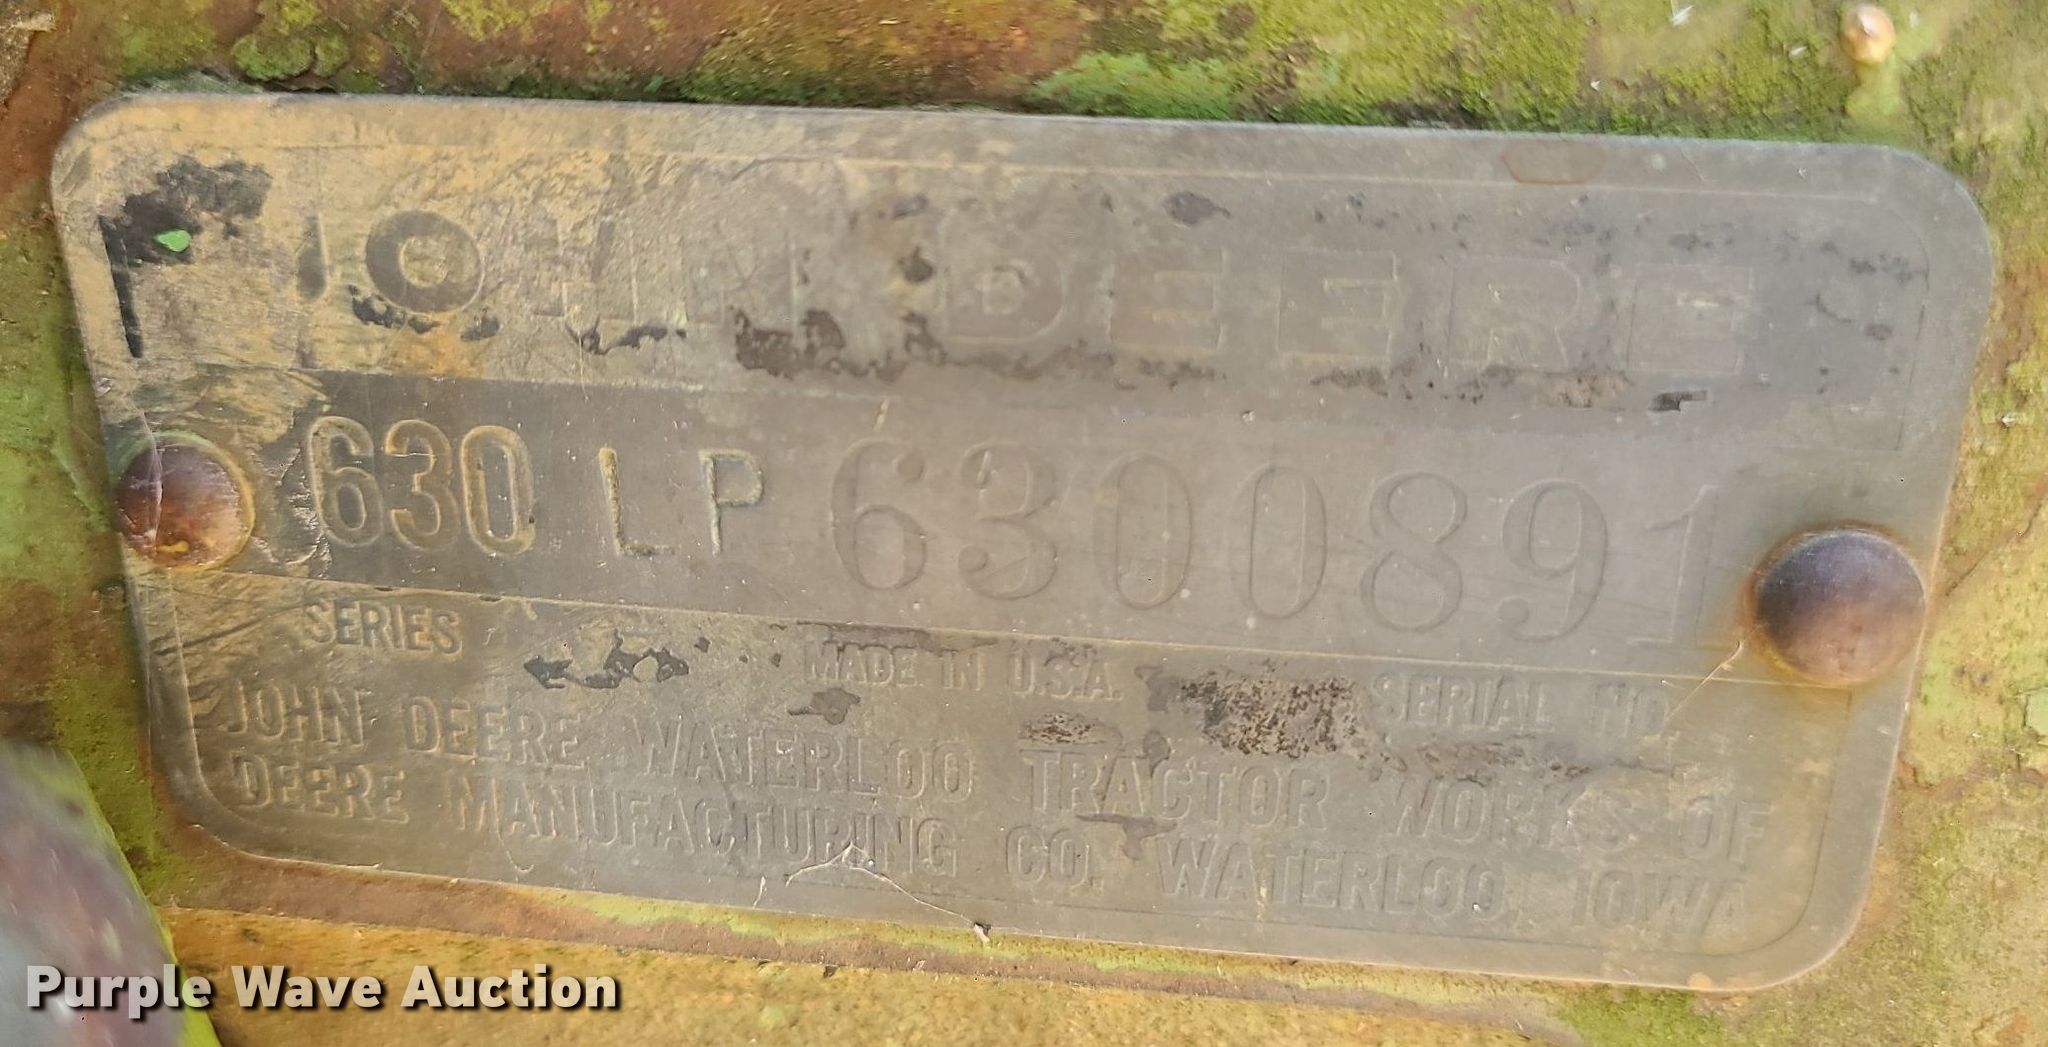 JOHN DEERE
630 LP 6300891
SERIES MADE IN U.S.A. SERIAL NO.
JOHN DEERE WATERLOO TRACTOR WORKS OF
DEERE MANUFACTURING CO. WATERLOO, IOWA
Purple Wave Auction